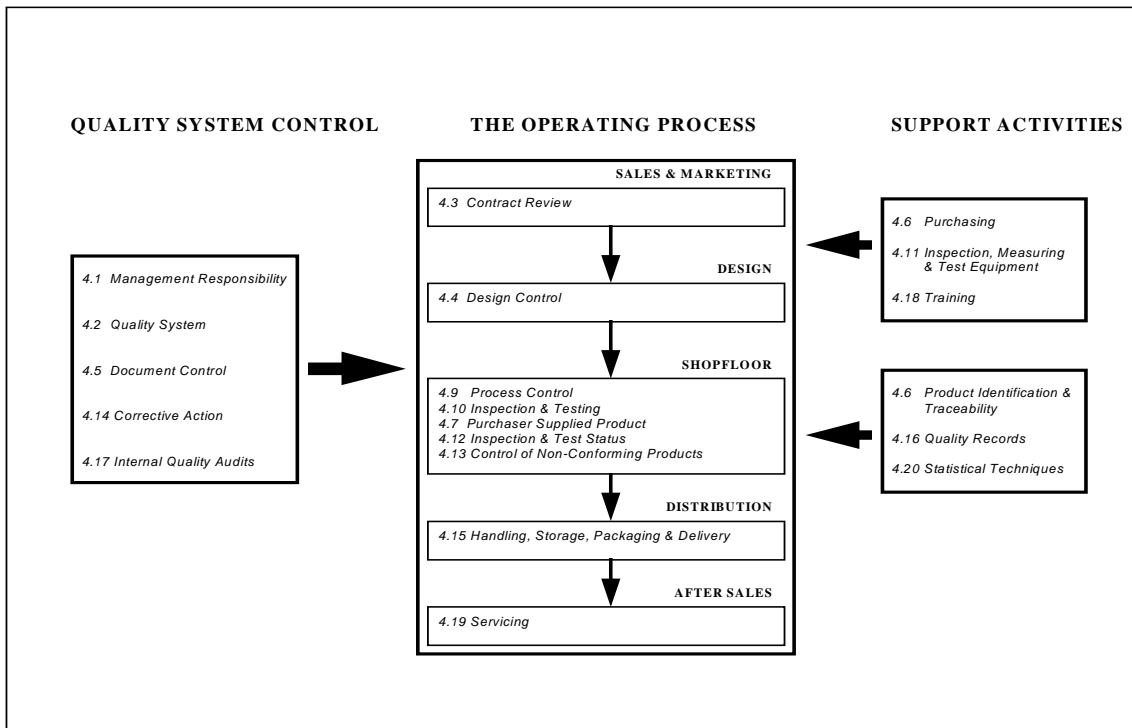 QUALITY SYSTEM CONTROL
4.1 Management Responsibility
4.2 Quality System
4.5 Document Control
4.14 Corrective Action
4.17 Internal Quality Audits
THE OPERATING PROCESS
SALES & MARKETING
4.3 Contract Review
DESIGN
4.4 Design Control
SHOPFLOOR
4.9 Process Control
4.10 Inspection & Testing
4.7 Purchaser Supplied Product
4.12 Inspection & Test Status
4.13 Control of Non-Conforming Products
DISTRIBUTION
4.15 Handling, Storage, Packaging & Delivery
AFTER SALES
4.19 Servicing
SUPPORT ACTIVITIES
4.6 Purchasing
4.11 Inspection, Measuring
& Test Equipment
4.18 Training
4.6 Product Identification &
Traceability
4.16 Quality Records
4.20 Statistical Techniques